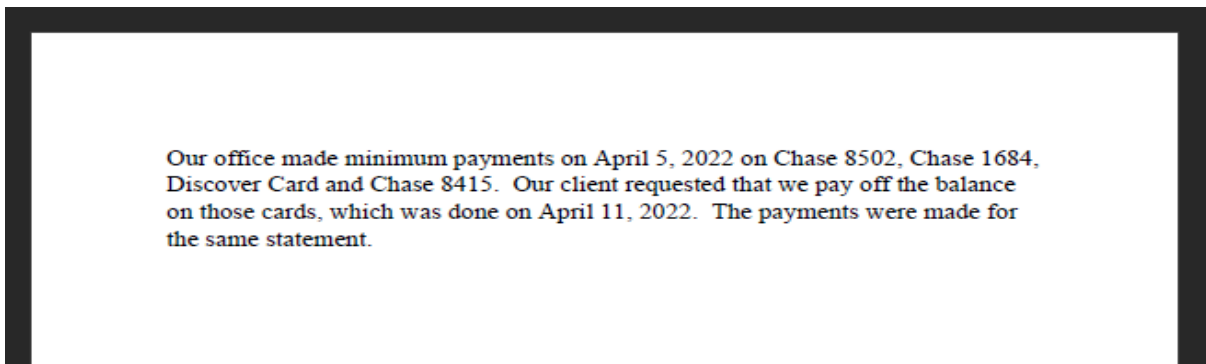 Our office made minimum payments on April 5, 2022 on Chase 8502, Chase 1684,
Discover Card and Chase 8415.  Our client requested that we pay off the balance
on those cards, which was done on April 11, 2022.  The payments were made for
the same statement.